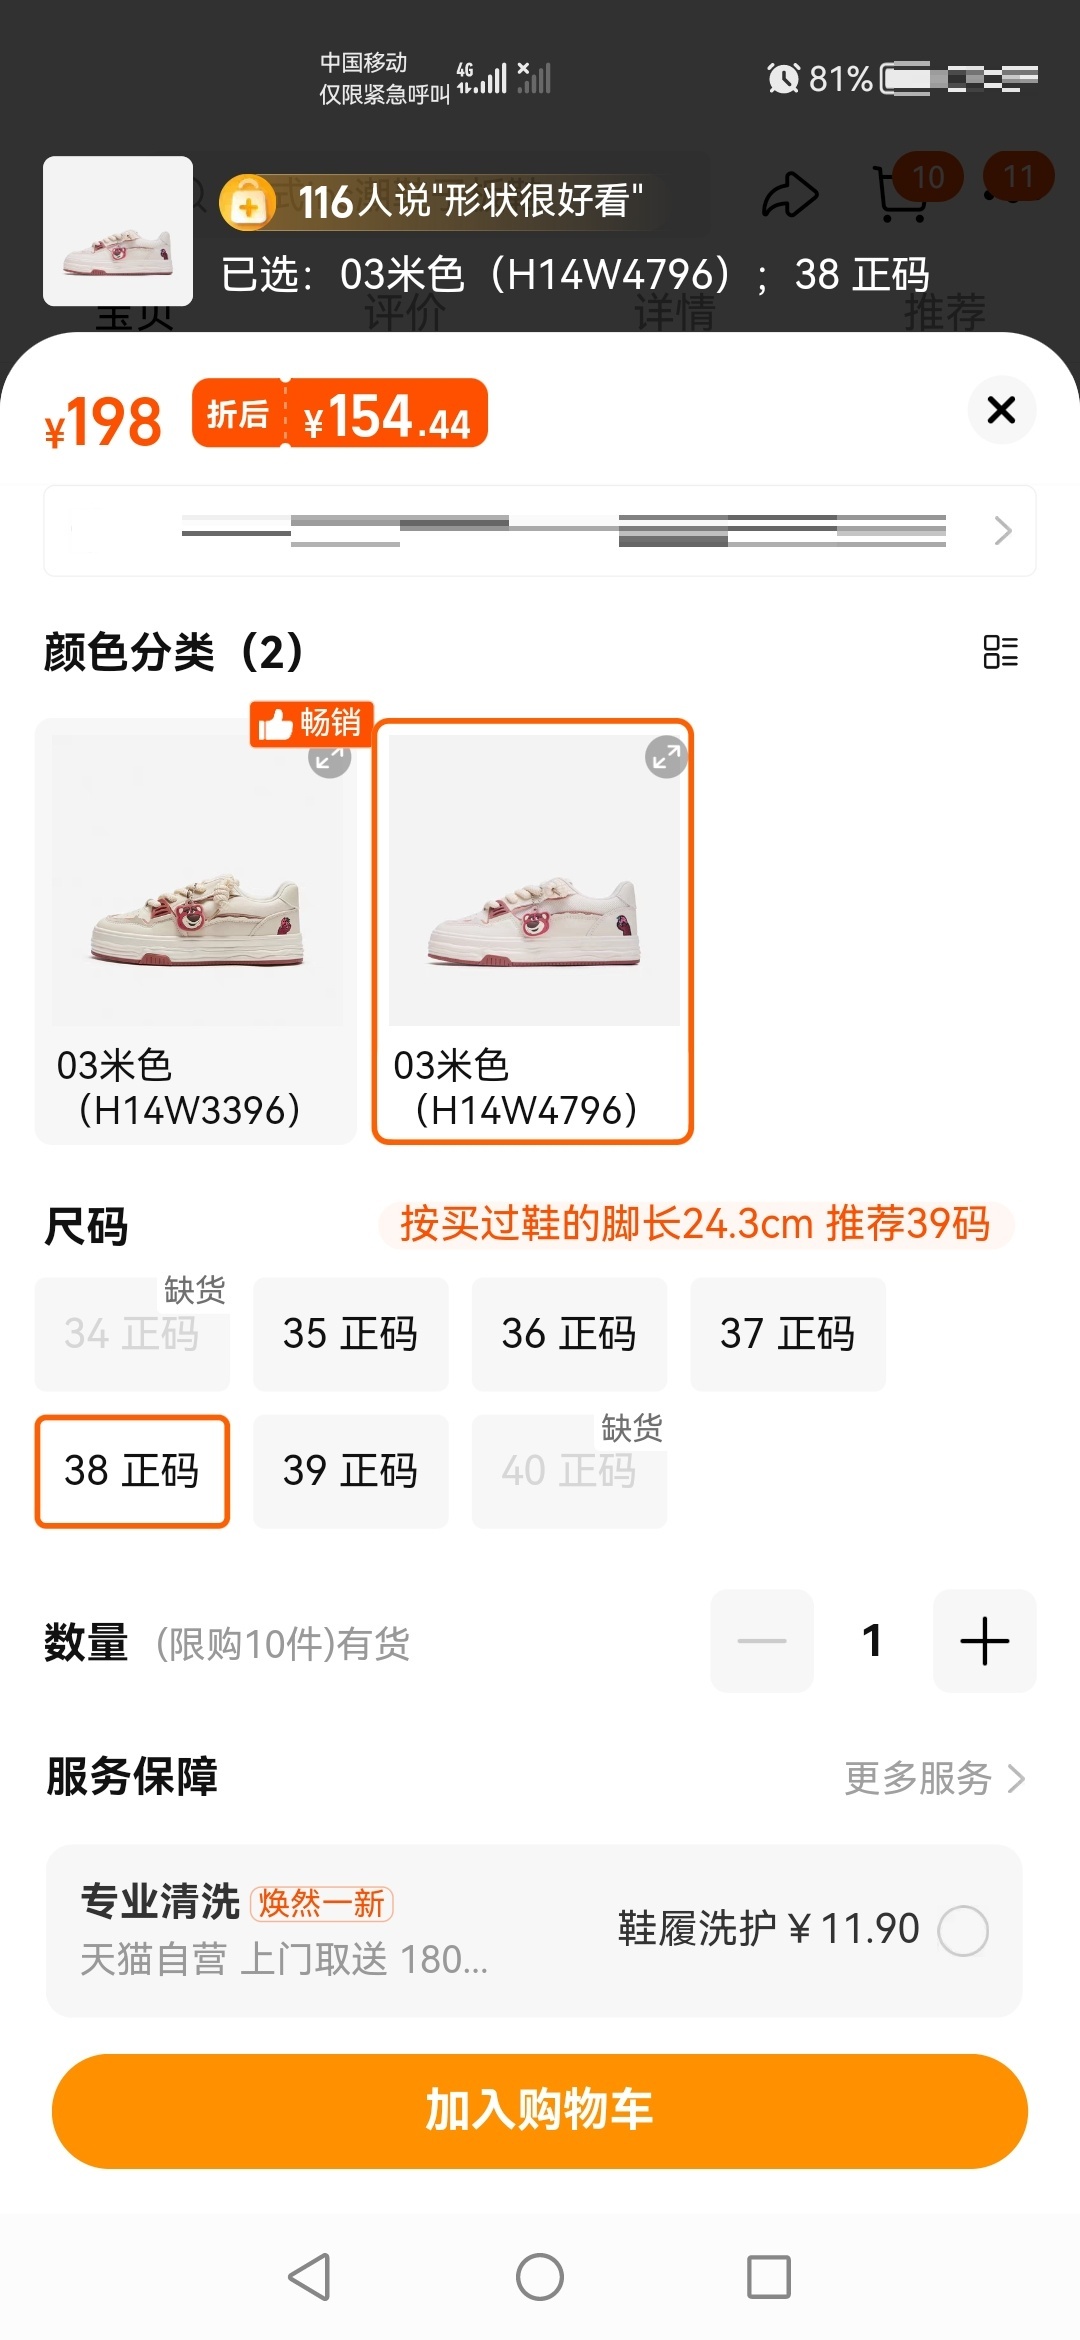 中国移动
仅限紧急呼叫
4G
81%
116人说"形状很好看"
10
11
已选：03米色（H14W4796）；38 正码
宝贝
评价
详情
推荐
¥198
折后 ¥154.44
颜色分类（2）
畅销
03米色
（H14W3396）
03米色
（H14W4796）
尺码
按买过鞋的脚长24.3cm 推荐39码
缺货
34 正码
35 正码
36 正码
37 正码
38 正码
39 正码
缺货
40 正码
数量 (限购10件)有货
1
服务保障
更多服务
专业清洗 焕然一新
鞋履洗护 ¥11.90
天猫自营 上门取送 180...
加入购物车